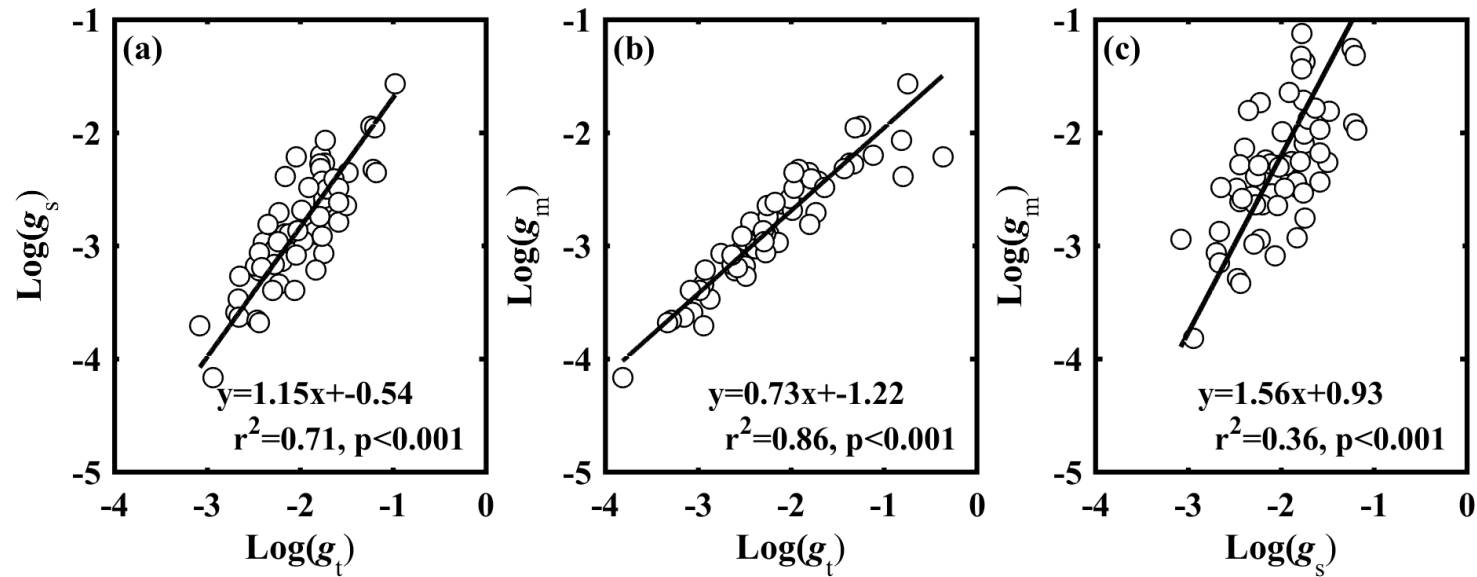 (a)
-1
-2
-3
-4
-5
Log(gs)
y=1.15x+-0.54
r²=0.71, p<0.001
-4 -3 -2 -1 0
Log(gt)
(b)
-1
-2
-3
-4
-5
Log(gm)
y=0.73x+-1.22
r²=0.86, p<0.001
-4 -3 -2 -1 0
Log(gt)
(c)
-1
-2
-3
-4
-5
Log(gm)
y=1.56x+0.93
r²=0.36, p<0.001
-4 -3 -2 -1 0
Log(gs)